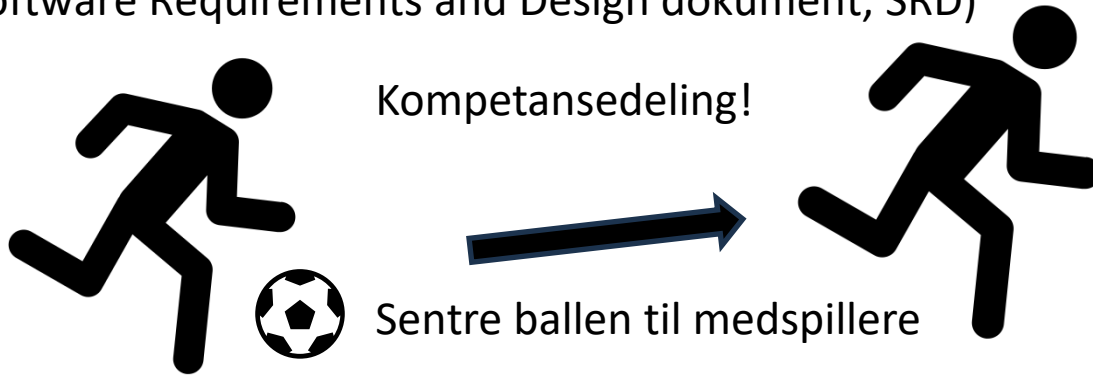 oftware Requirements and Design dokument, SRD)
Kompetansedeling!
Sentre ballen til medspillere